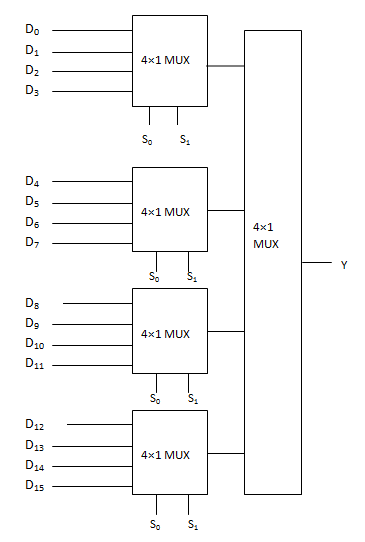 D₀
D₁
4×1 MUX
D₂
D₃
S₀ S₁
D₄
D₅
4×1 MUX
D₆
D₇
4×1
MUX
Y
S₀ S₁
D₈
D₉
4×1 MUX
D₁₀
D₁₁
S₀ S₁
D₁₂
D₁₃
4×1 MUX
D₁₄
D₁₅
S₀ S₁